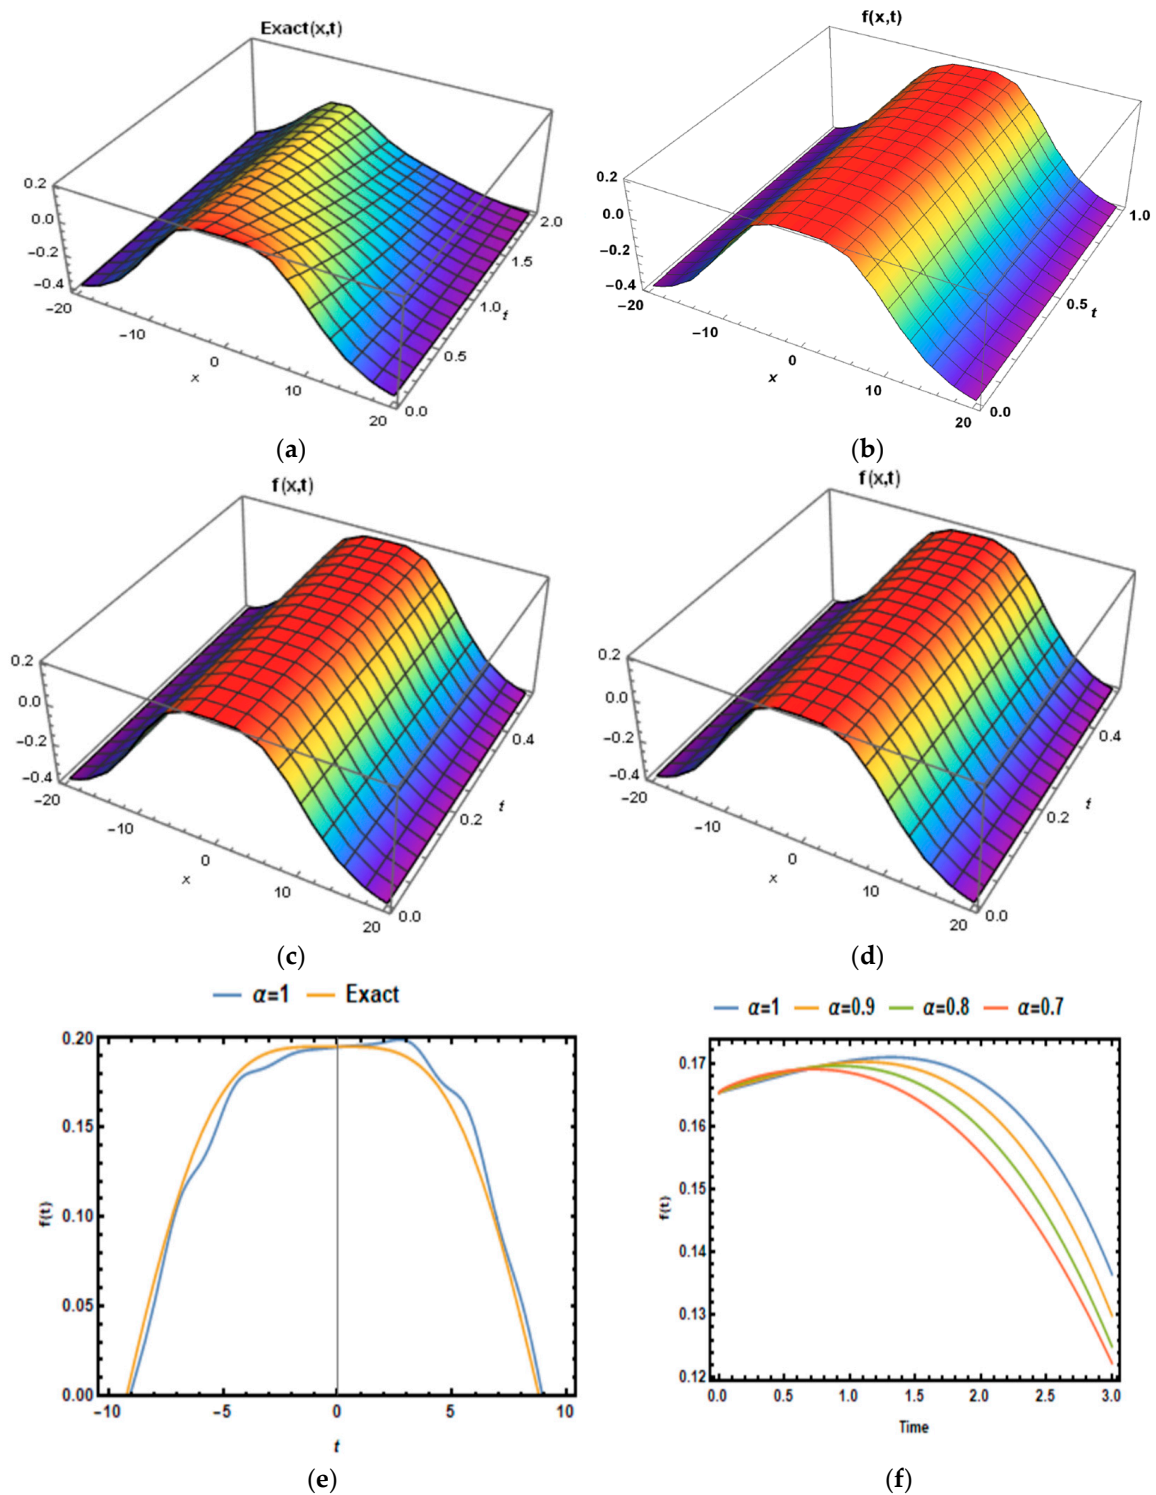 Exact(x,t)
0.2
0.0
−0.2
−0.4
−20
−10
0
10
20
x
0.0
0.5
1.0
1.5
2.0
t
(a)
f(x,t)
0.2
0.0
−0.2
−0.4
−20
−10
0
10
20
x
0.0
0.5
1.0
t
(b)
f(x,t)
0.2
0.0
−0.2
−0.4
−20
−10
0
10
20
x
0.0
0.2
0.4
t
(c)
f(x,t)
0.2
0.0
−0.2
−0.4
−20
−10
0
10
20
x
0.0
0.2
0.4
t
(d)
α=1 Exact
0.20
0.15
0.10
0.05
0.00
f(t)
−10 −5 0 5 10
t
(e)
α=1 α=0.9 α=0.8 α=0.7
0.17
0.16
0.15
0.14
0.13
0.12
f(t)
0.0 0.5 1.0 1.5 2.0 2.5 3.0
Time
(f)